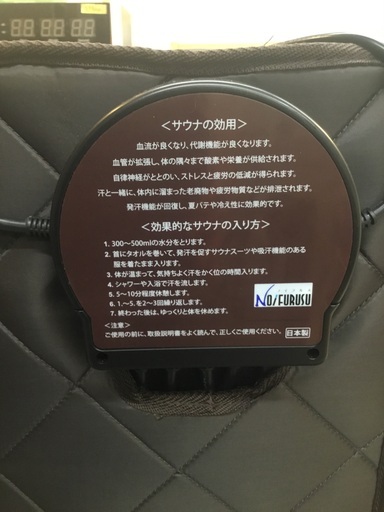 ＜サウナの効用＞
血流が良くなり、代謝機能が良くなります。
血管が拡張し、体の隅々まで酸素や栄養が供給されます。
自律神経がととのい、ストレスと疲労の低減が得られます。
汗と一緒に、体内に溜まった老廃物や疲労物質などが排泄されます。
発汗機能が回復し、夏バテや冷え性に効果的です。
＜効果的なサウナの入り方＞
1. 300〜500mlの水分をとります。
2. 首にタオルを巻いて、発汗を促すサウナスーツや吸汗機能のある
服を着たまま入ります。
3. 体が温まって、気持ちよく汗をかく位の時間入ります。
4. シャワーや入浴で汗を流します。
5. 5〜10分程度休憩します。
6. 1.〜5. を2〜3回繰り返します。
7. 終わった後は、ゆっくりと体を休めます。
＜注意＞
ご使用の前に、取扱説明書をよく読んで、正しくご使用ください。
NO!FURUSU
日本製